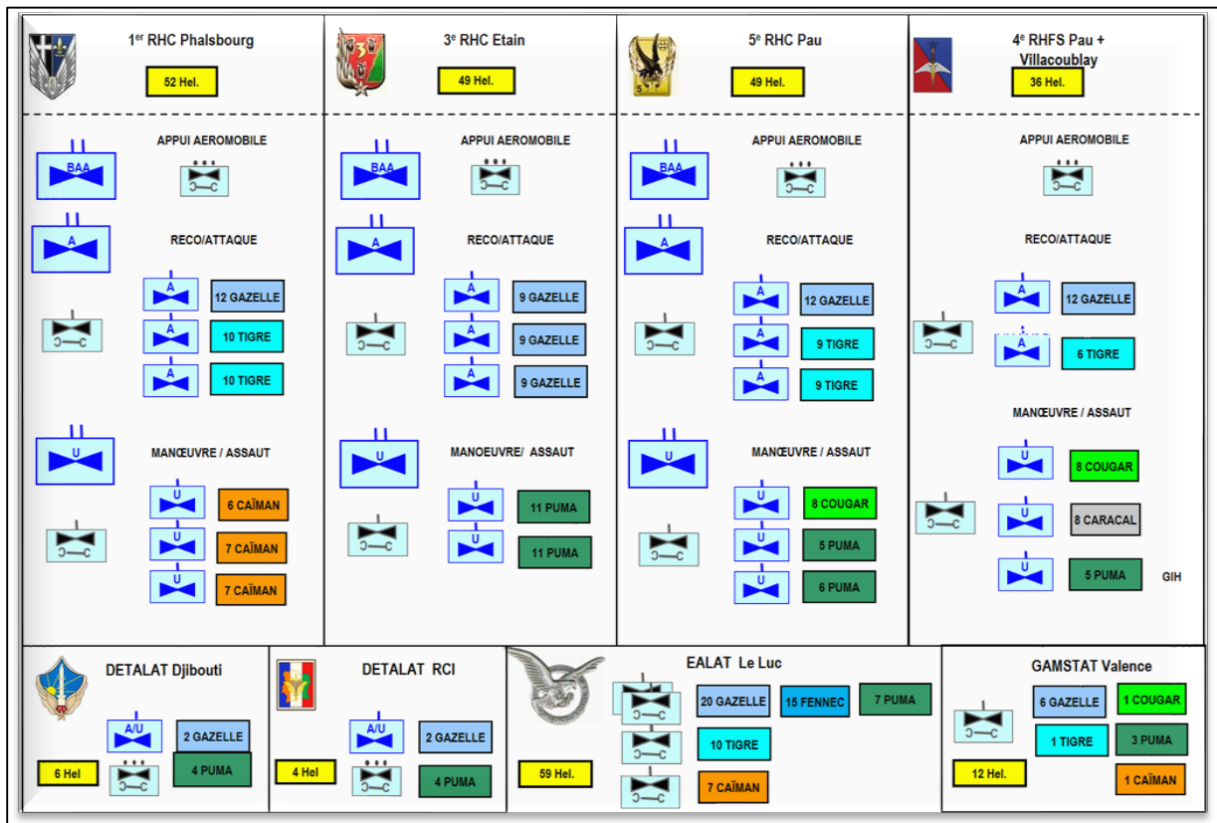 1er RHC Phalsbourg
52 Hel.
APPUI AEROMOBILE
BAA
A
RECO/ATTAQUE
A
12 GAZELLE
A
10 TIGRE
A
10 TIGRE
U
MANŒUVRE / ASSAUT
U
6 CAÏMAN
U
7 CAÏMAN
U
7 CAÏMAN
3e RHC Etain
49 Hel.
APPUI AEROMOBILE
BAA
A
RECO/ATTAQUE
A
9 GAZELLE
A
9 GAZELLE
A
9 GAZELLE
U
MANOEUVRE/ ASSAUT
U
11 PUMA
U
11 PUMA
5e RHC Pau
49 Hel.
APPUI AEROMOBILE
BAA
A
RECO/ATTAQUE
A
12 GAZELLE
A
9 TIGRE
A
9 TIGRE
U
MANŒUVRE / ASSAUT
U
8 COUGAR
U
5 PUMA
U
6 PUMA
4e RHFS Pau +
Villacoublay
36 Hel.
APPUI AEROMOBILE
RECO/ATTAQUE
A
12 GAZELLE
A
6 TIGRE
MANŒUVRE / ASSAUT
U
8 COUGAR
U
8 CARACAL
U
5 PUMA
GIH
DETALAT Djibouti
A/U
2 GAZELLE
4 PUMA
6 Hel
DETALAT RCI
A/U
2 GAZELLE
4 PUMA
4 Hel
EALAT Le Luc
20 GAZELLE
15 FENNEC
7 PUMA
10 TIGRE
7 CAÏMAN
59 Hel.
GAMSTAT Valence
6 GAZELLE
1 COUGAR
1 TIGRE
3 PUMA
1 CAÏMAN
12 Hel.